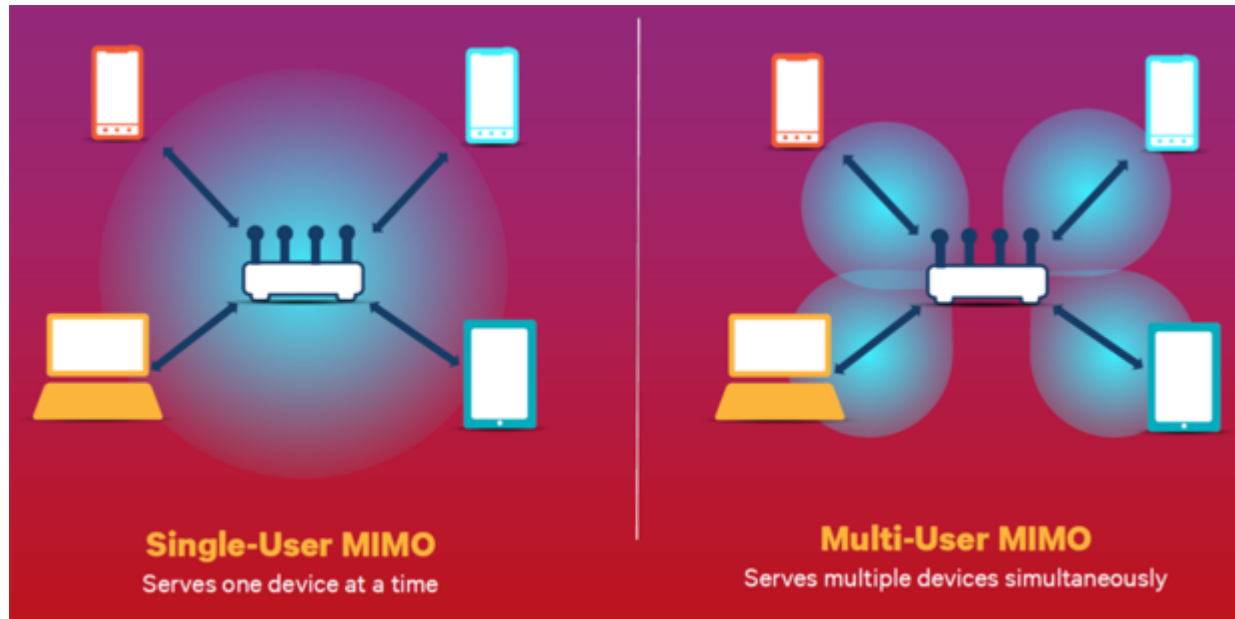 Single-User MIMO
Serves one device at a time
Multi-User MIMO
Serves multiple devices simultaneously